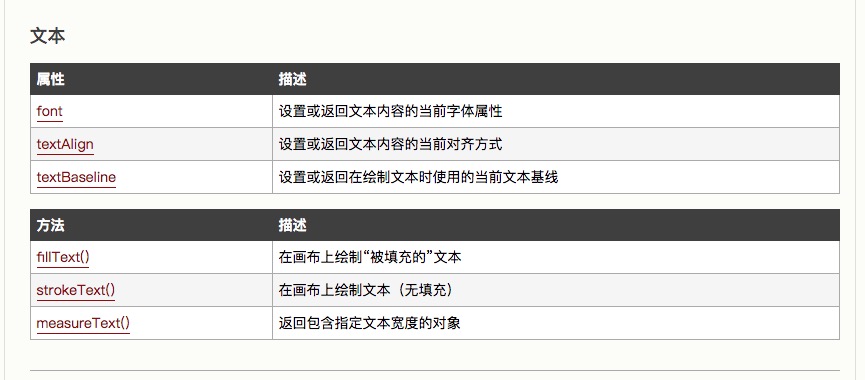 文本
属性 描述
font 设置或返回文本内容的当前字体属性
textAlign 设置或返回文本内容的当前对齐方式
textBaseline 设置或返回在绘制文本时使用的当前文本基线
方法 描述
fillText() 在画布上绘制“被填充的”文本
strokeText() 在画布上绘制文本（无填充）
measureText() 返回包含指定文本宽度的对象